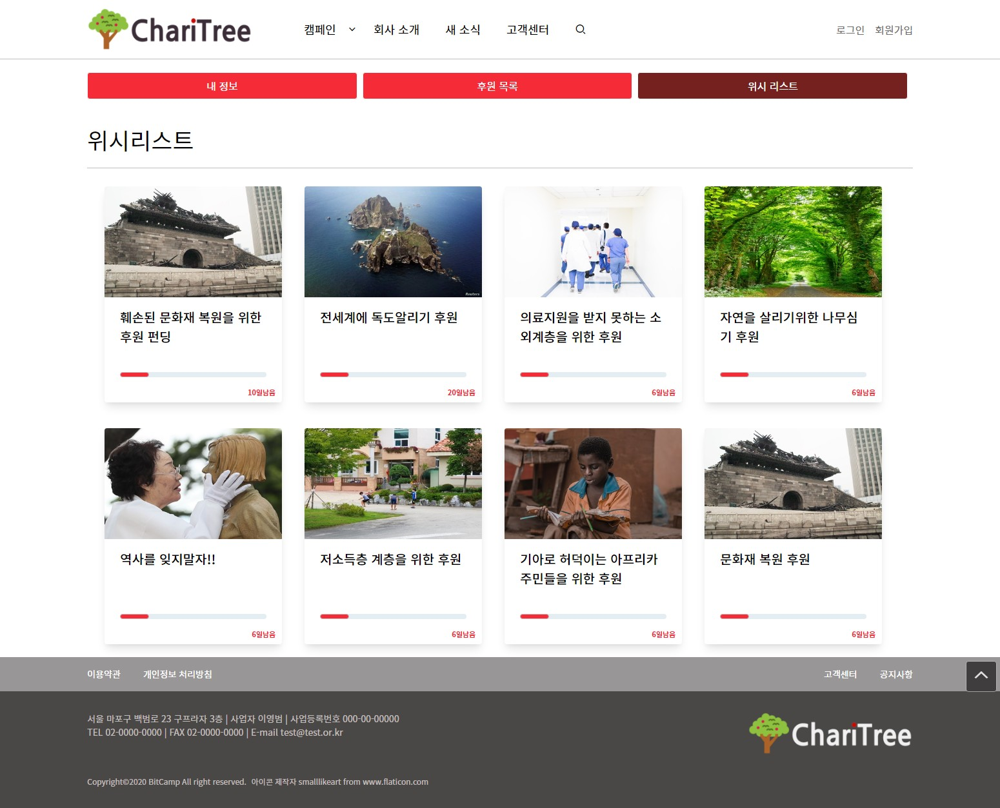 ChariTree
캠페인
회사 소개
새 소식
고객센터
로그인
회원가입
내 정보
후원 목록
위시 리스트
위시리스트
Reuters
훼손된 문화재 복원을 위한
후원 펀딩
10일남음
전세계에 독도알리기 후원
20일남음
의료지원을 받지 못하는 소
외계층을 위한 후원
6일남음
자연을 살리기위한 나무심
기 후원
6일남음
역사를 잊지말자!!
6일남음
저소득층 계층을 위한 후원
6일남음
기아로 허덕이는 아프리카
주민들을 위한 후원
6일남음
문화재 복원 후원
6일남음
이용약관
개인정보 처리방침
고객센터
공지사항
서울 마포구 백범로 23 구프라자 3층 | 사업자 이영범 | 사업등록번호 000-00-00000
TEL 02-0000-0000 | FAX 02-0000-0000 | E-mail test@test.or.kr
ChariTree
Copyright©2020 BitCamp All right reserved. 아이콘 제작자 smalllikeart from www.flaticon.com